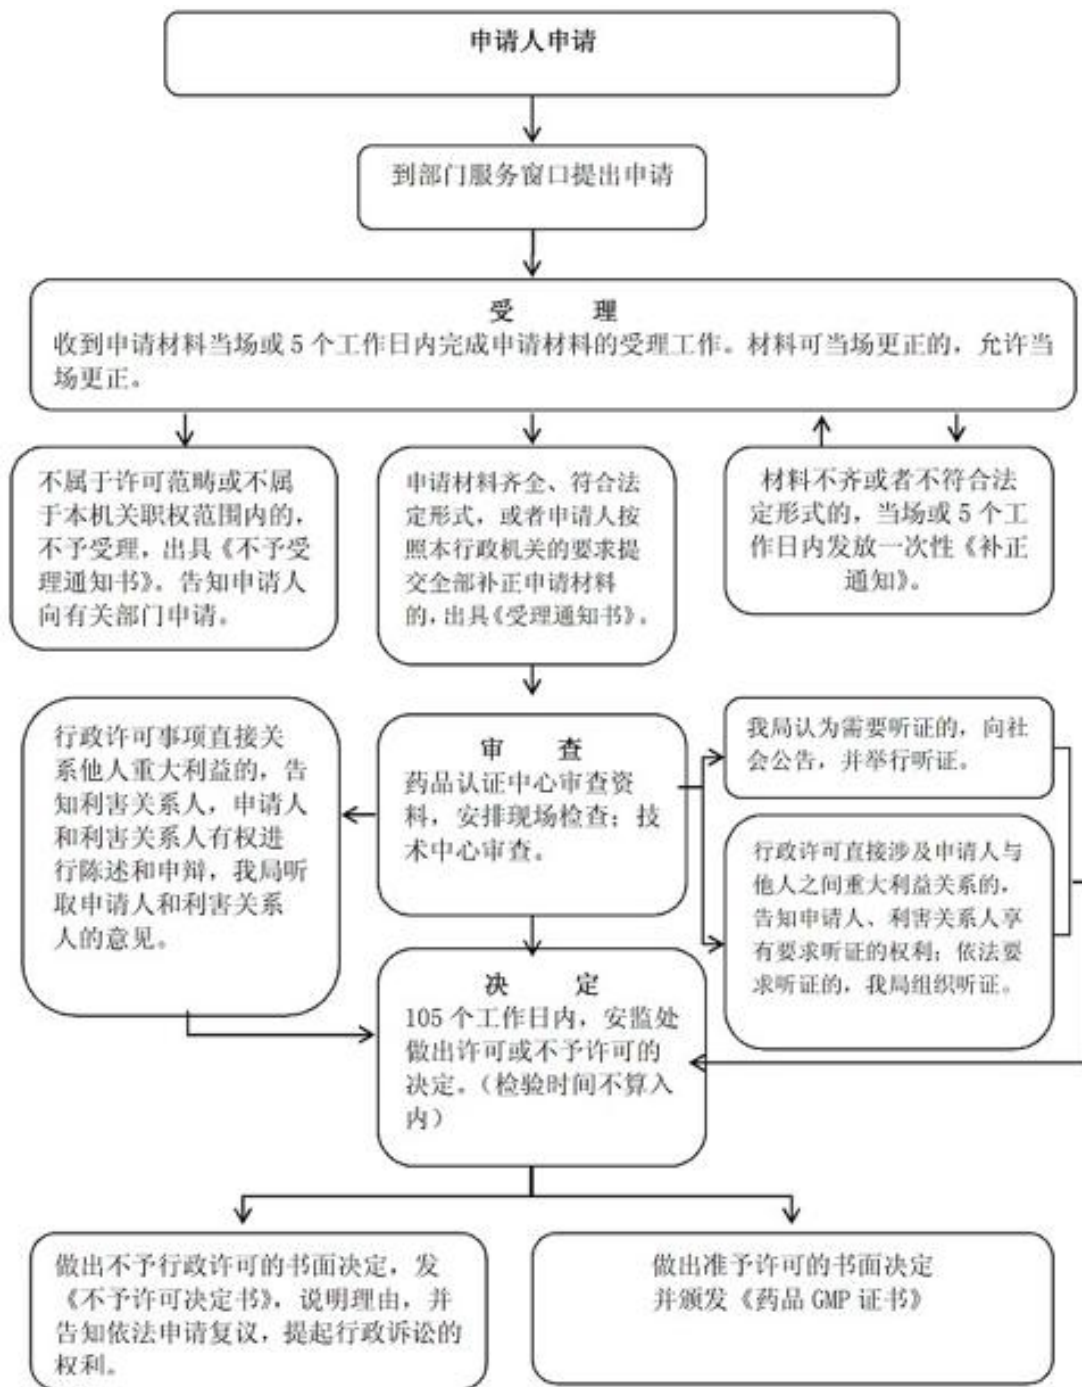 申请人申请
到部门服务窗口提出申请
受 理
收到申请材料当场或 5 个工作日内完成申请材料的受理工作。材料可当场更正的，允许当
场更正。
不属于许可范畴或不属
于本机关职权范围内的，
不予受理，出具《不予受
理通知书》。告知申请人
向有关部门申请。
申请材料齐全、符合法
定形式，或者申请人按
照本行政机关的要求提
交全部补正申请材料
的，出具《受理通知书》。
材料不齐或者不符合法
定形式的，当场或 5 个工
作日内发放一次性《补正
通知》。
行政许可事项直接关
系他人重大利益的，告
知利害关系人，申请人
和利害关系人有权进
行陈述和申辩，我局听
取申请人和利害关系
人的意见。
审 查
药品认证中心审查资
料，安排现场检查；技
术中心审查。
我局认为需要听证的，向社
会公告，并举行听证。
行政许可直接涉及申请人与
他人之间重大利益关系的，
告知申请人、利害关系人享
有要求听证的权利；依法要
求听证的，我局组织听证。
决 定
105 个工作日内，安监处
做出许可或不予许可的
决定。（检验时间不算入
内）
做出不予行政许可的书面决定，发
《不予许可决定书》，说明理由，并
告知依法申请复议，提起行政诉讼的
权利。
做出准予许可的书面决定
并颁发《药品 GMP 证书》